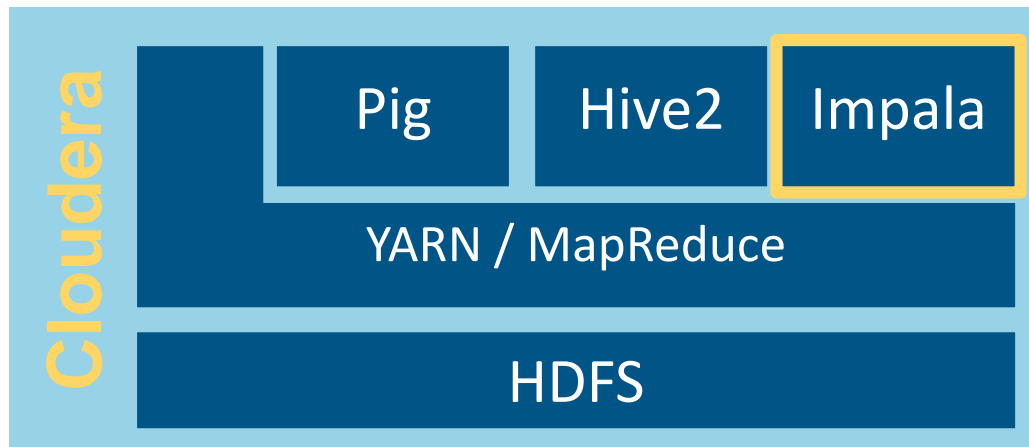 Cloudera
Pig
Hive2
Impala
YARN / MapReduce
HDFS